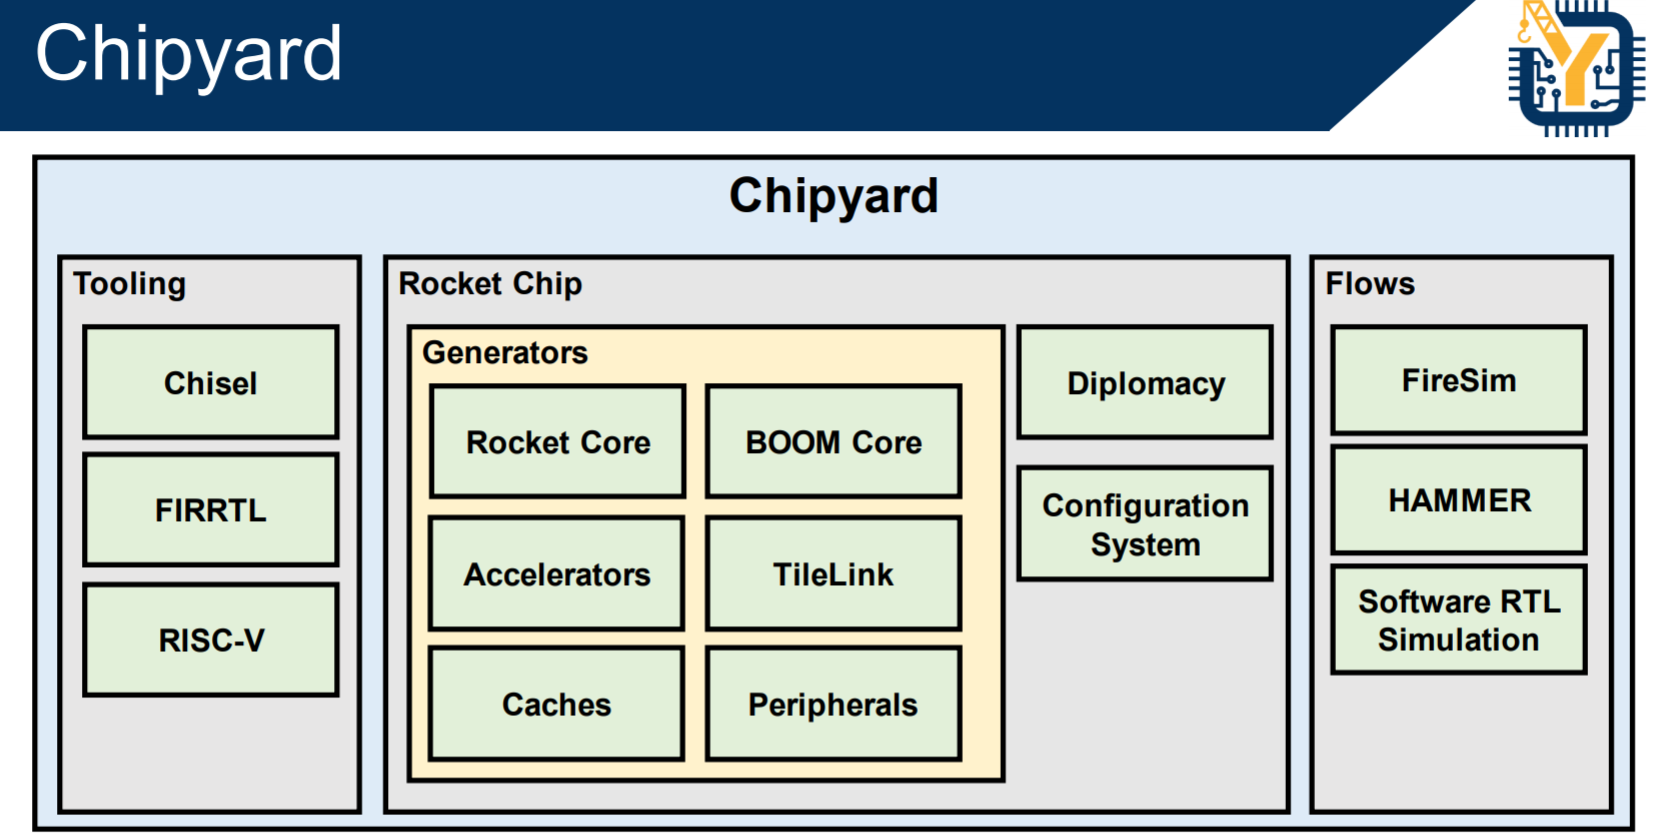 Chipyard
Chipyard
Tooling
Chisel
FIRRTL
RISC-V
Rocket Chip
Generators
Rocket Core
BOOM Core
Accelerators
TileLink
Caches
Peripherals
Diplomacy
Configuration
System
Flows
FireSim
HAMMER
Software RTL
Simulation